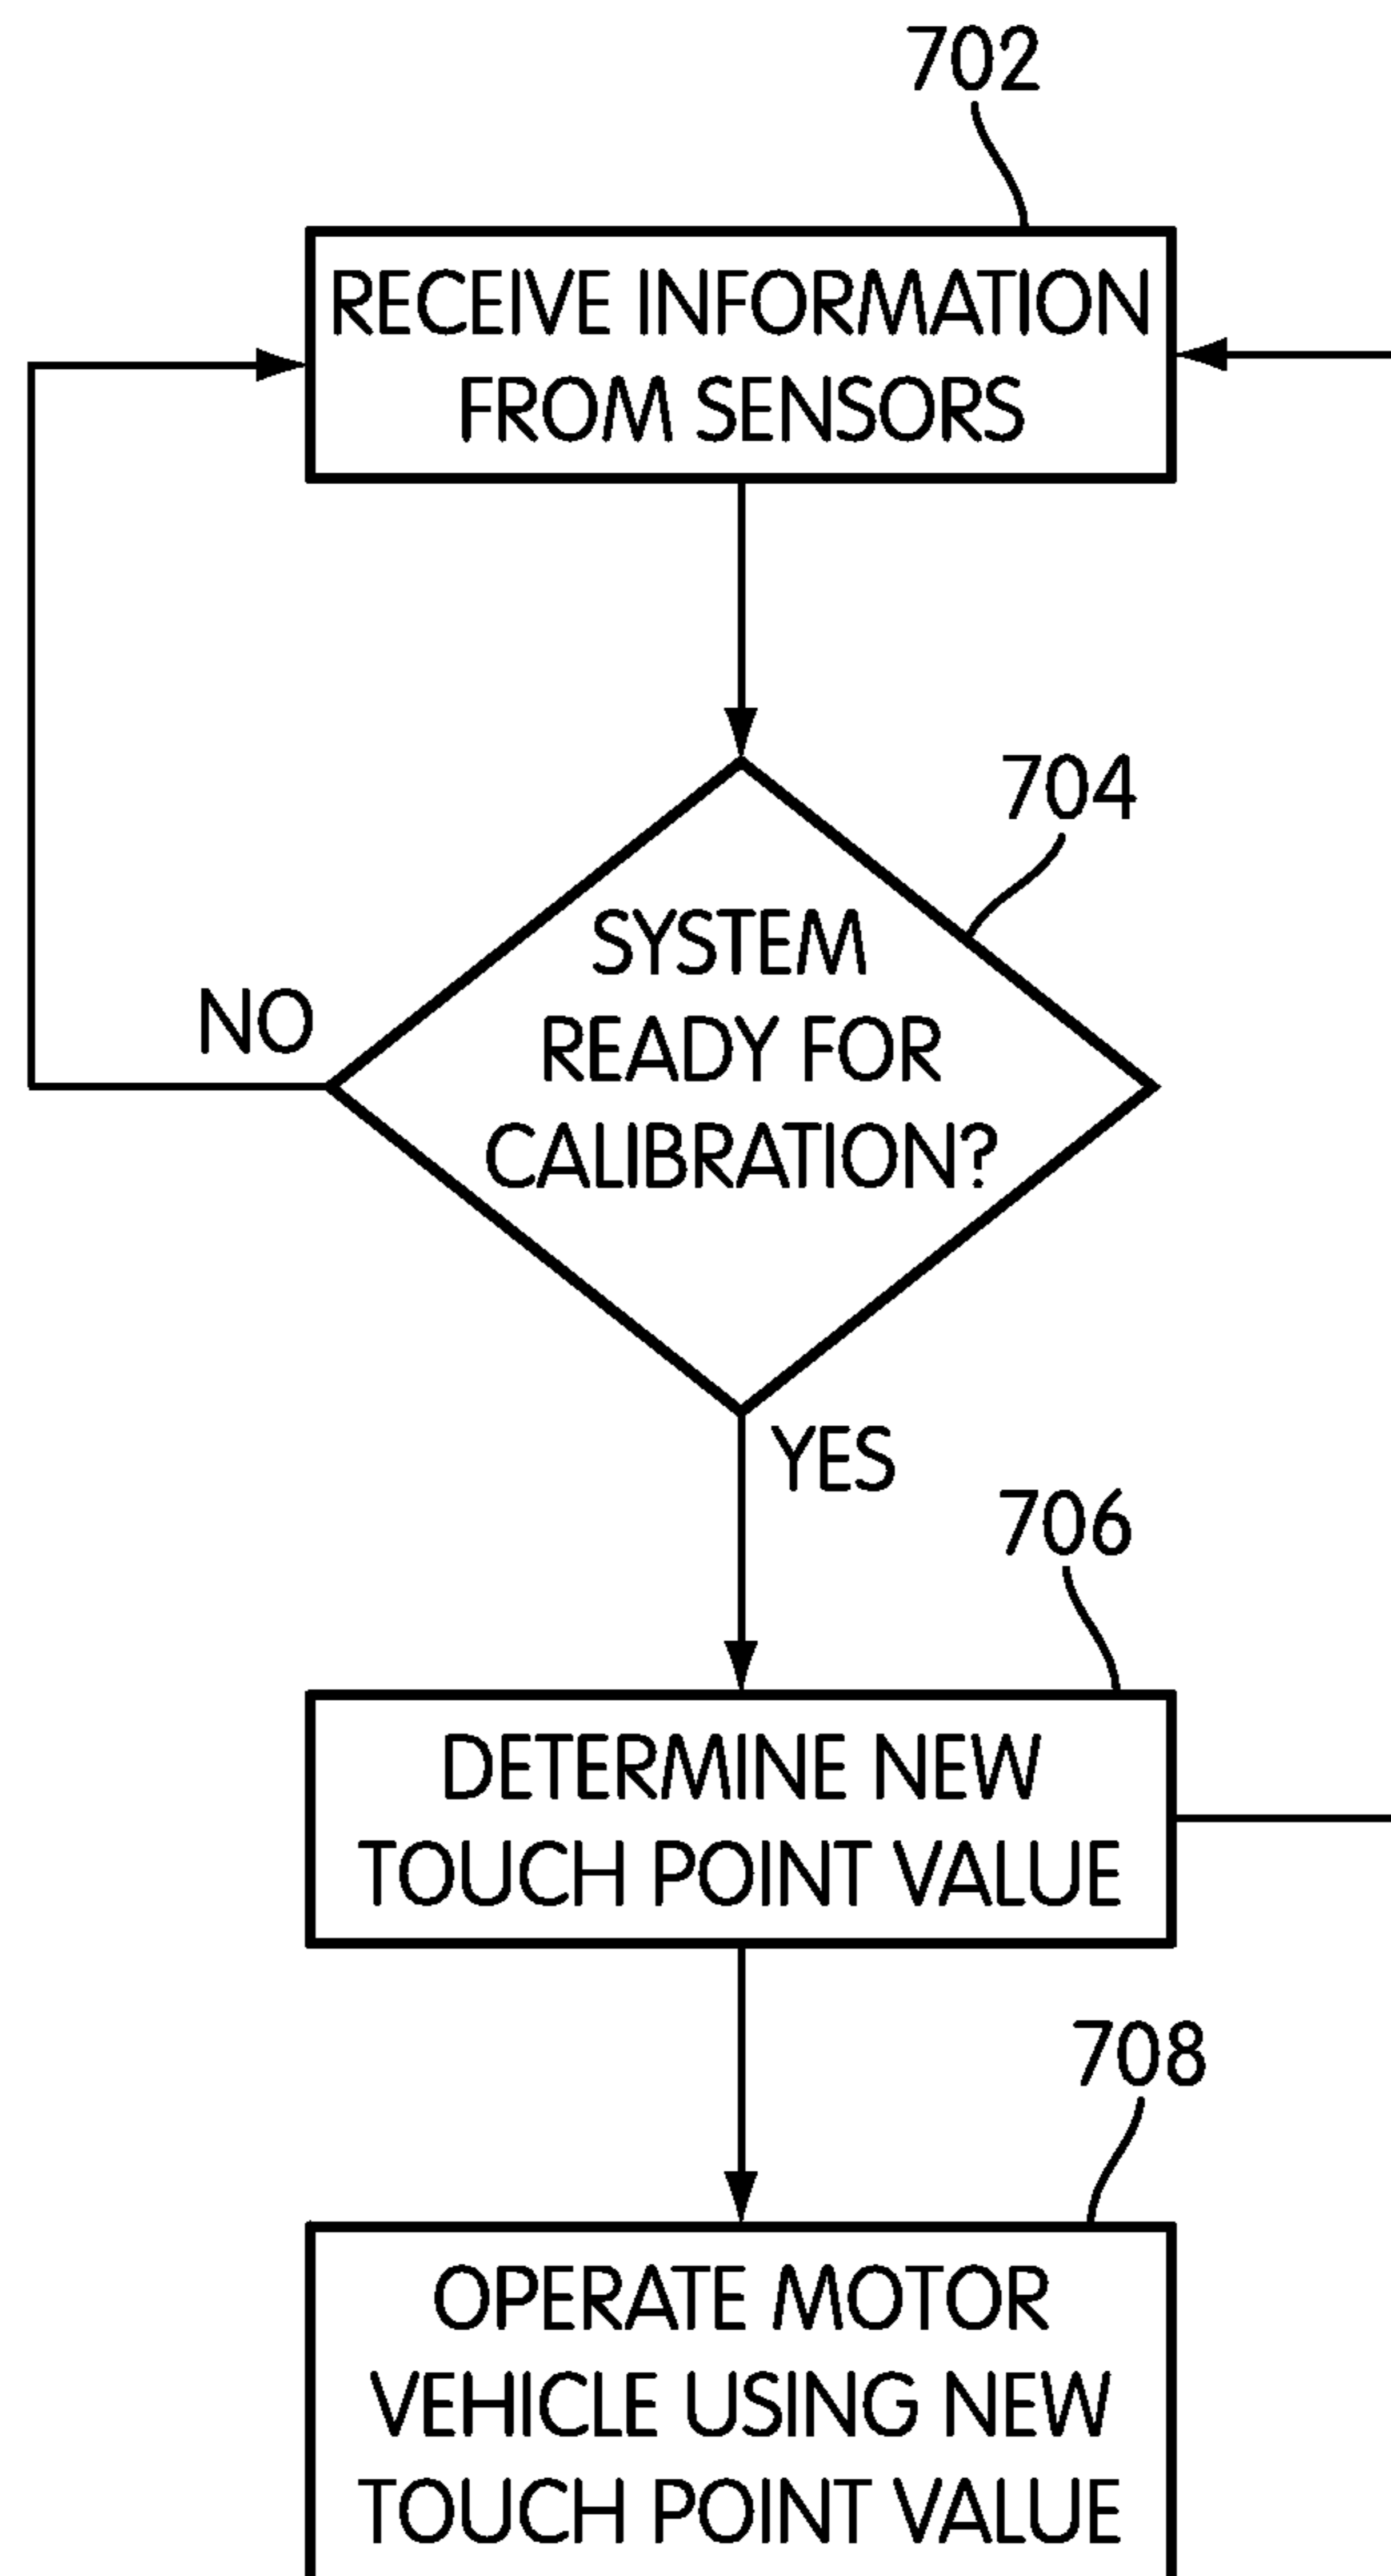 702
RECEIVE INFORMATION
FROM SENSORS
704
SYSTEM
READY FOR
CALIBRATION?
NO
YES
706
DETERMINE NEW
TOUCH POINT VALUE
708
OPERATE MOTOR
VEHICLE USING NEW
TOUCH POINT VALUE